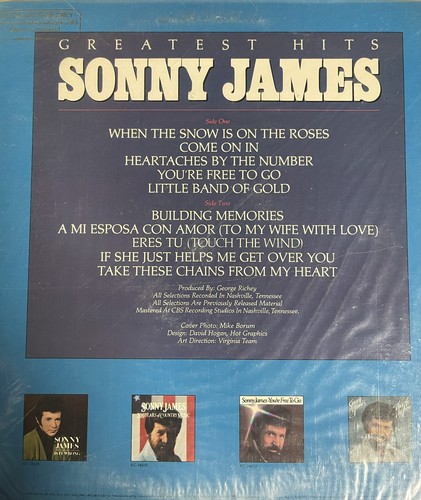 GREATEST HITS
SONNY JAMES
Side One
WHEN THE SNOW IS ON THE ROSES
COME ON IN
HEARTACHES BY THE NUMBER
YOU'RE FREE TO GO
LITTLE BAND OF GOLD
Side Two
BUILDING MEMORIES
A MI ESPOSA CON AMOR (TO MY WIFE WITH LOVE)
ERES TU (TOUCH THE WIND)
IF SHE JUST HELPS ME GET OVER YOU
TAKE THESE CHAINS FROM MY HEART
Produced By: George Richey
All Selections Recorded In Nashville, Tennessee
All Selections Are Previously Released Material
Mastered At CBS Recording Studios In Nashville, Tennessee.
Cover Photo: Mike Borum
Design: David Hogan, Hot Graphics
Art Direction: Virginia Team
SONNY
JAMES
SONNY JAMES
COUNTRY MUSIC
Sonny James-You're Free To Go